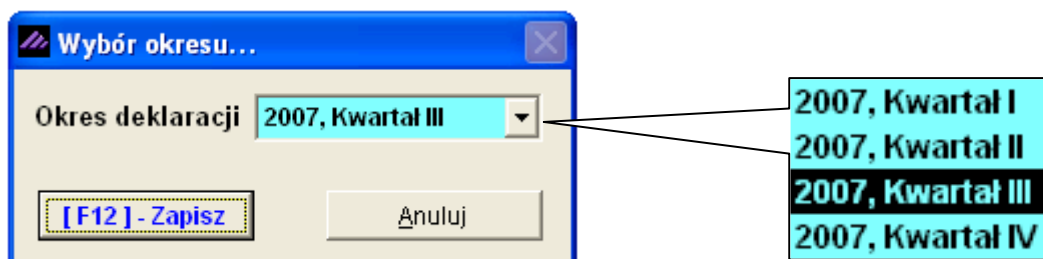 Wybór okresu...
Okres deklaracji 2007, Kwartał III
[ F12 ] - Zapisz Anuluj
2007, Kwartał I
2007, Kwartał II
2007, Kwartał III
2007, Kwartał IV